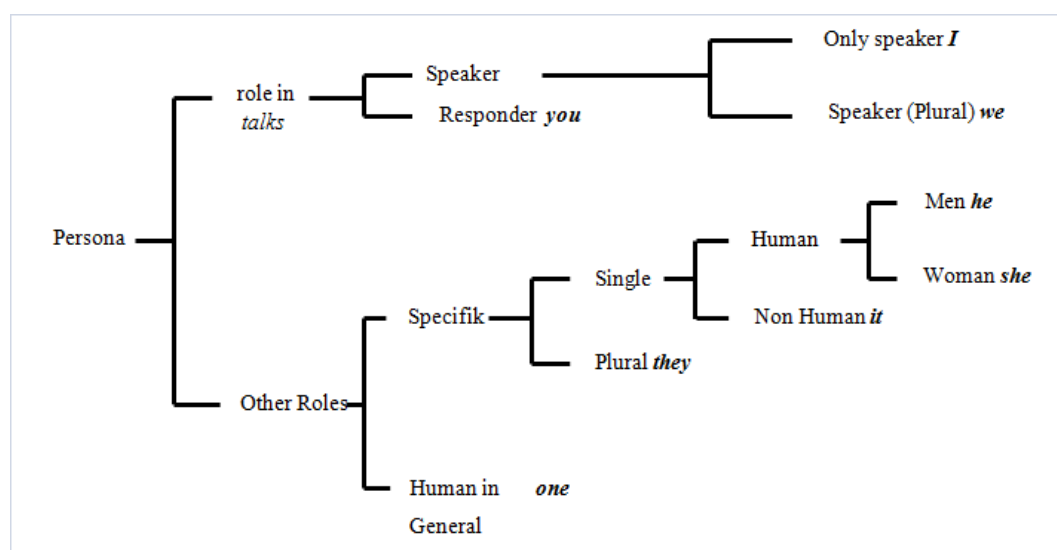 Only speaker I
Speaker
role in
talks
Responder you
Speaker (Plural) we
Men he
Persona
Human
Single
Woman she
Specifik
Non Human it
Plural they
Other Roles
Human in one
General